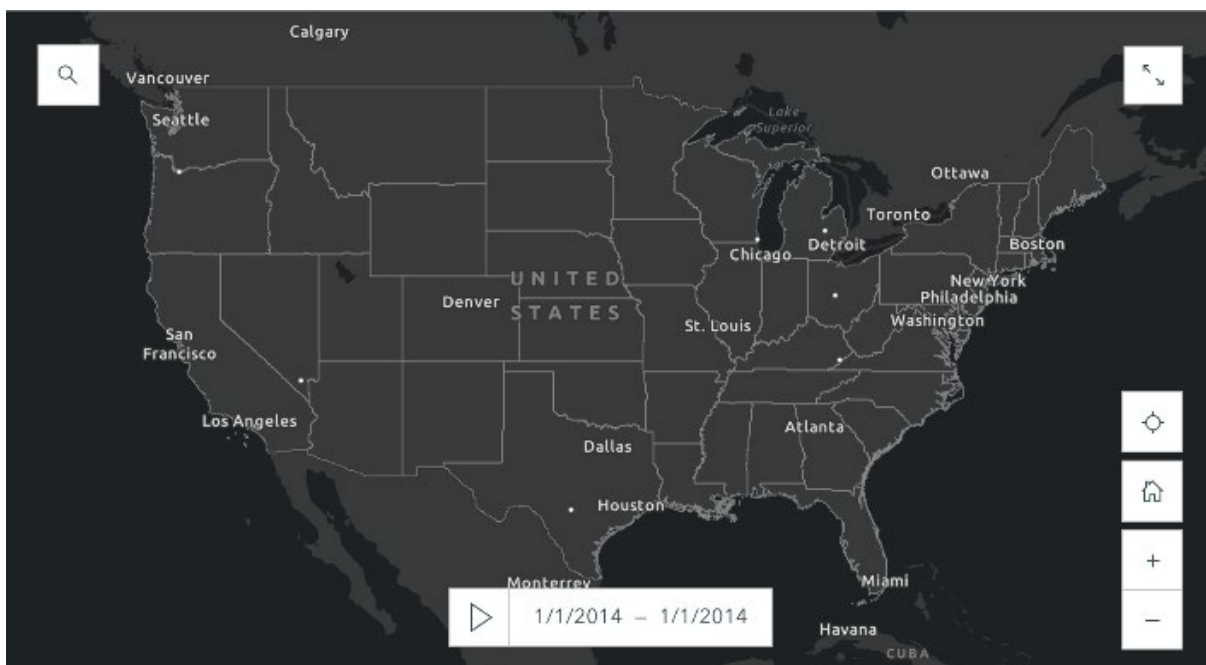 Calgary
Vancouver
Seattle
Lake
Superior
Ottawa
Toronto
Chicago
Detroit
Boston
UNITED
STATES
Denver
New York
Philadelphia
Washington
St. Louis
San
Francisco
Los Angeles
Atlanta
Dallas
Houston
Monterrey
Miami
1/1/2014 – 1/1/2014
Havana
CUBA
+
−